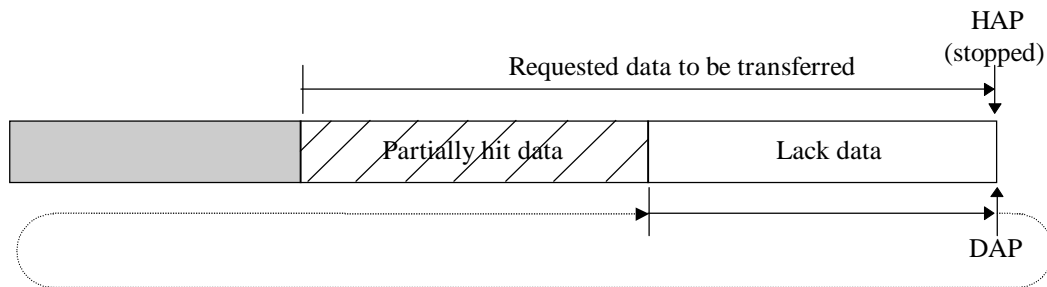 HAP
(stopped)
Requested data to be transferred
Partially hit data
Lack data
DAP